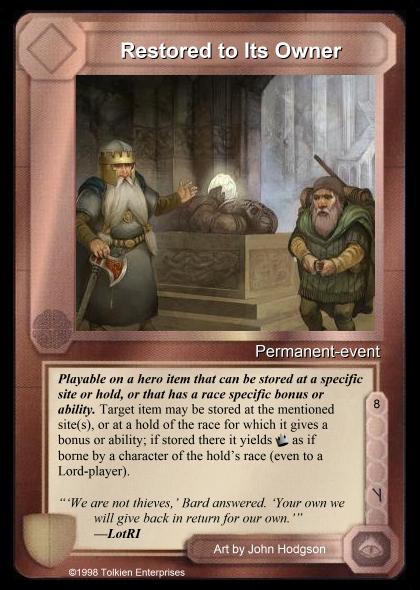 Restored to Its Owner
Permanent-event
Playable on a hero item that can be stored at a specific
site or hold, or that has a race specific bonus or
ability. Target item may be stored at the mentioned
site(s), or at a hold of the race for which it gives a
bonus or ability; if stored there it yields as if
borne by a character of the hold's race (even to a
Lord-player).
8
“‘We are not thieves,’ Bard answered. ‘Your own we
will give back in return for our own.’”
—LotRI
Art by John Hodgson
©1998 Tolkien Enterprises